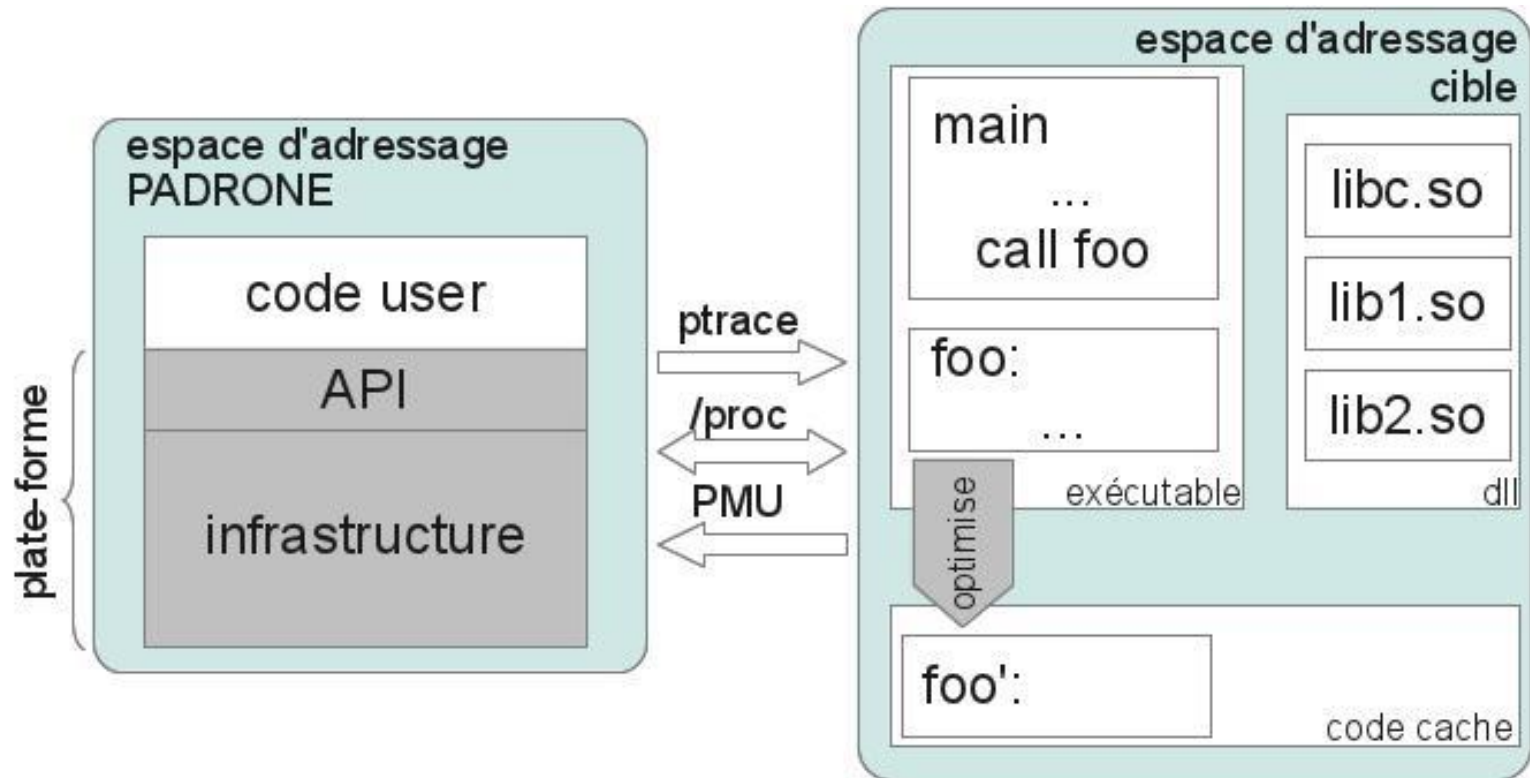 espace d'adressage
PADRONE
code user
API
infrastructure
plate-forme
ptrace
/proc
PMU
espace d'adressage
cible
main
...
call foo
foo:
...
exécutable
optimise
libc.so
lib1.so
lib2.so
dll
foo':
code cache